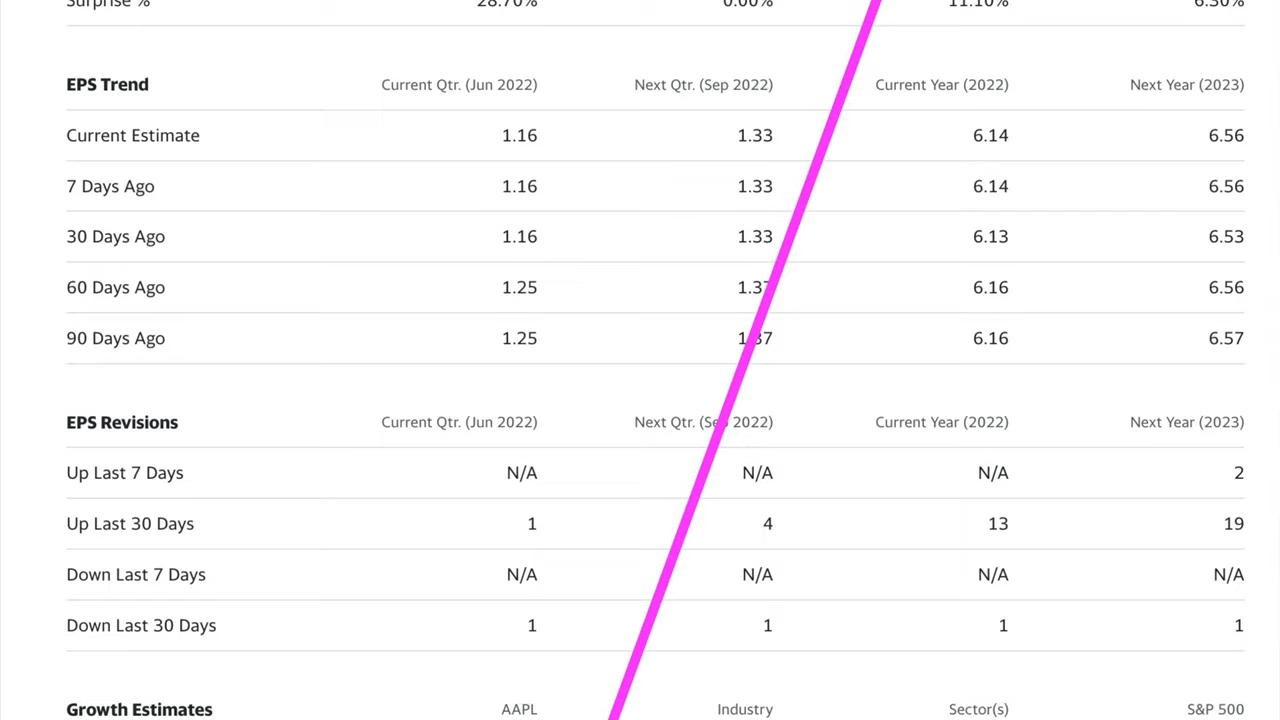 Surprise % 28.70% 0.00% 11.10% 6.30%
EPS Trend Current Qtr. (Jun 2022) Next Qtr. (Sep 2022) Current Year (2022) Next Year (2023)
Current Estimate 1.16 1.33 6.14 6.56
7 Days Ago 1.16 1.33 6.14 6.56
30 Days Ago 1.16 1.33 6.13 6.53
60 Days Ago 1.25 1.37 6.16 6.56
90 Days Ago 1.25 1.37 6.16 6.57
EPS Revisions Current Qtr. (Jun 2022) Next Qtr. (Sep 2022) Current Year (2022) Next Year (2023)
Up Last 7 Days N/A N/A N/A 2
Up Last 30 Days 1 4 13 19
Down Last 7 Days N/A N/A N/A N/A
Down Last 30 Days 1 1 1 1
Growth Estimates AAPL Industry Sector(s) S&P 500